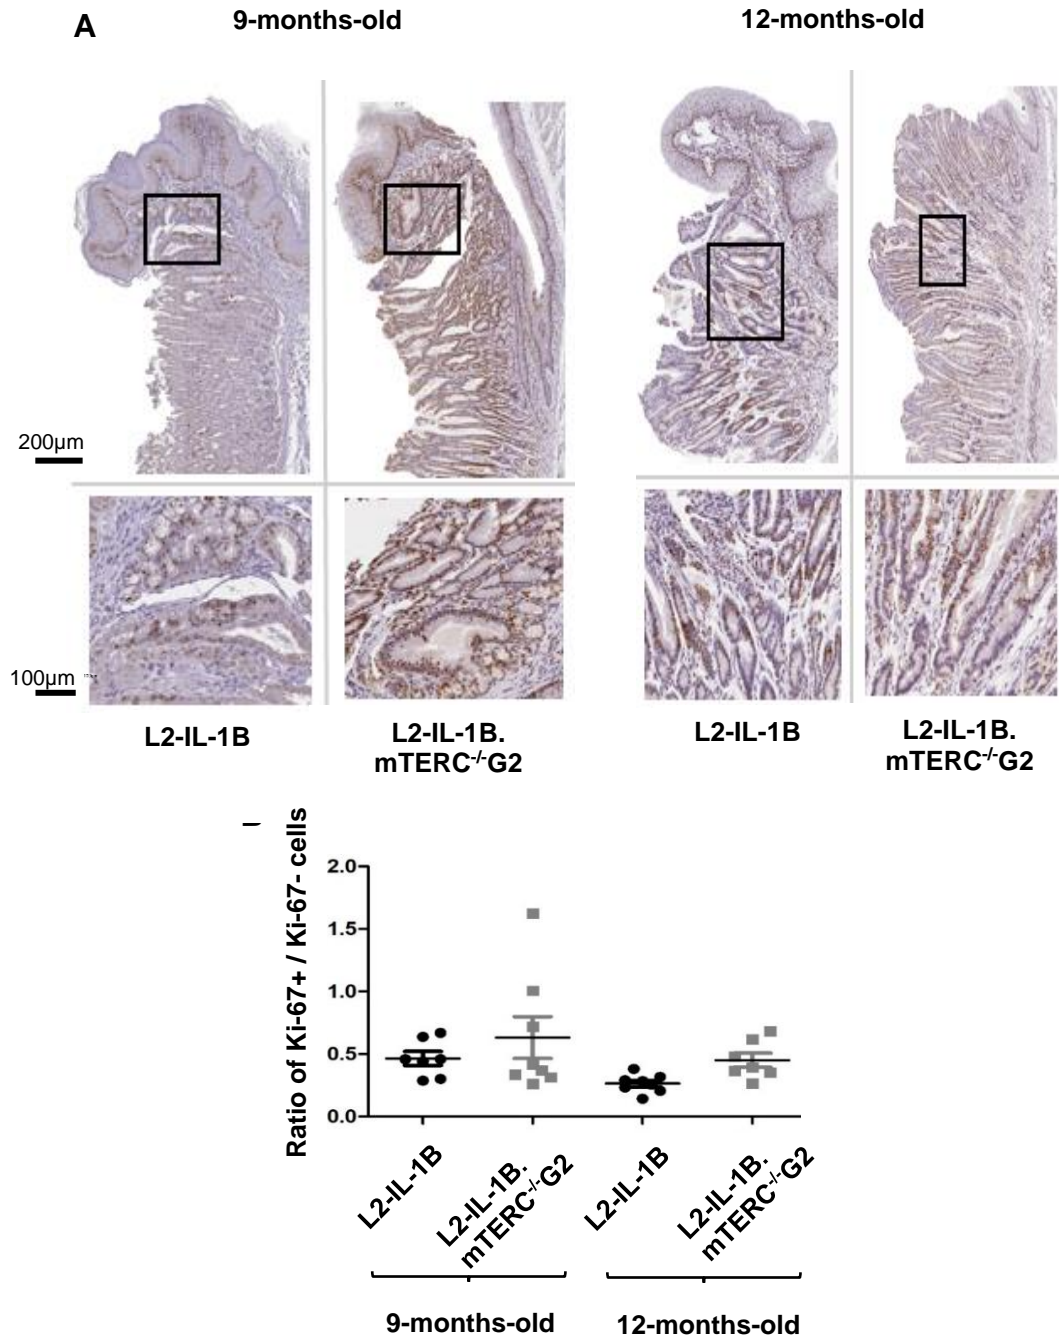 A
9-months-old
12-months-old
200µm
100µm
L2-IL-1B
L2-IL-1B.
mTERC-/-G2
L2-IL-1B
L2-IL-1B.
mTERC-/-G2
Ratio of Ki-67+ / Ki-67- cells
2.0
1.5
1.0
0.5
0.0
L2-IL-1B
L2-IL-1B.
mTERC-/-G2
L2-IL-1B
L2-IL-1B.
mTERC-/-G2
9-months-old
12-months-old